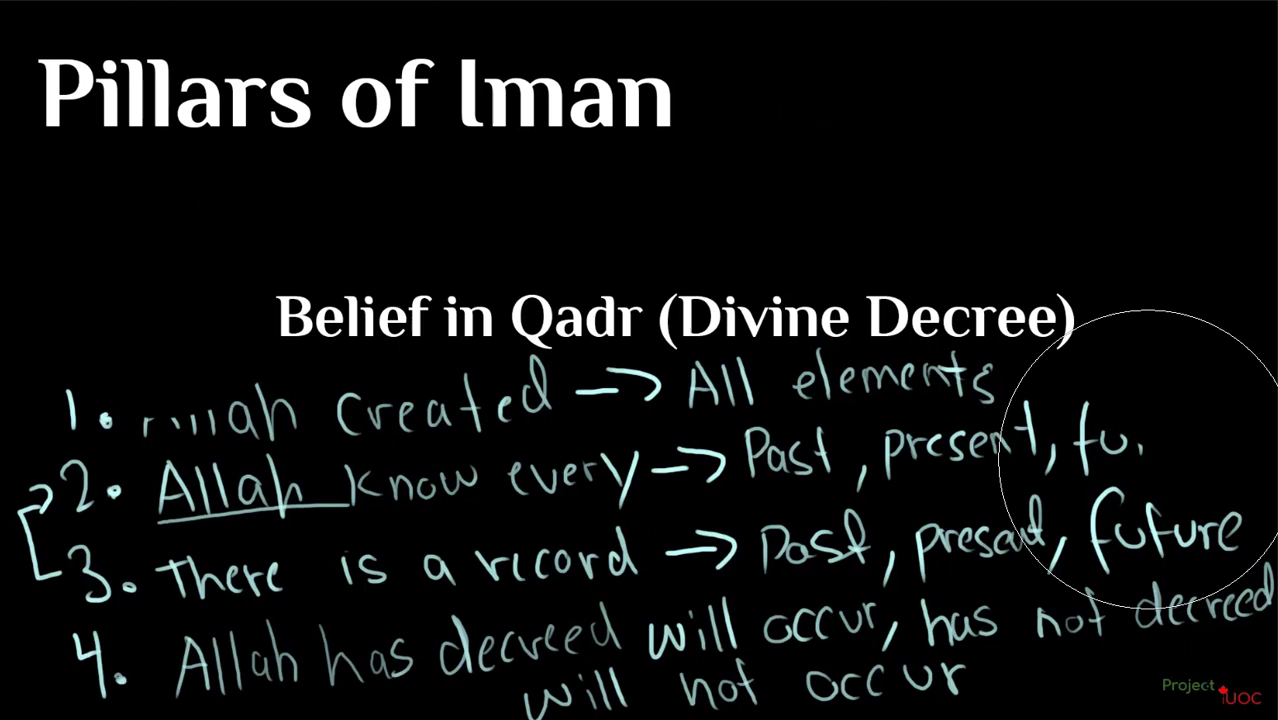 Pillars of Iman
Belief in Qadr (Divine Decree)
1. created → All elements
2. Allah know every → Past, present, fu
3. There is a record → Past, present, future
4. Allah has decreed will occur, has not decreed
will not occur
Project
iUOC